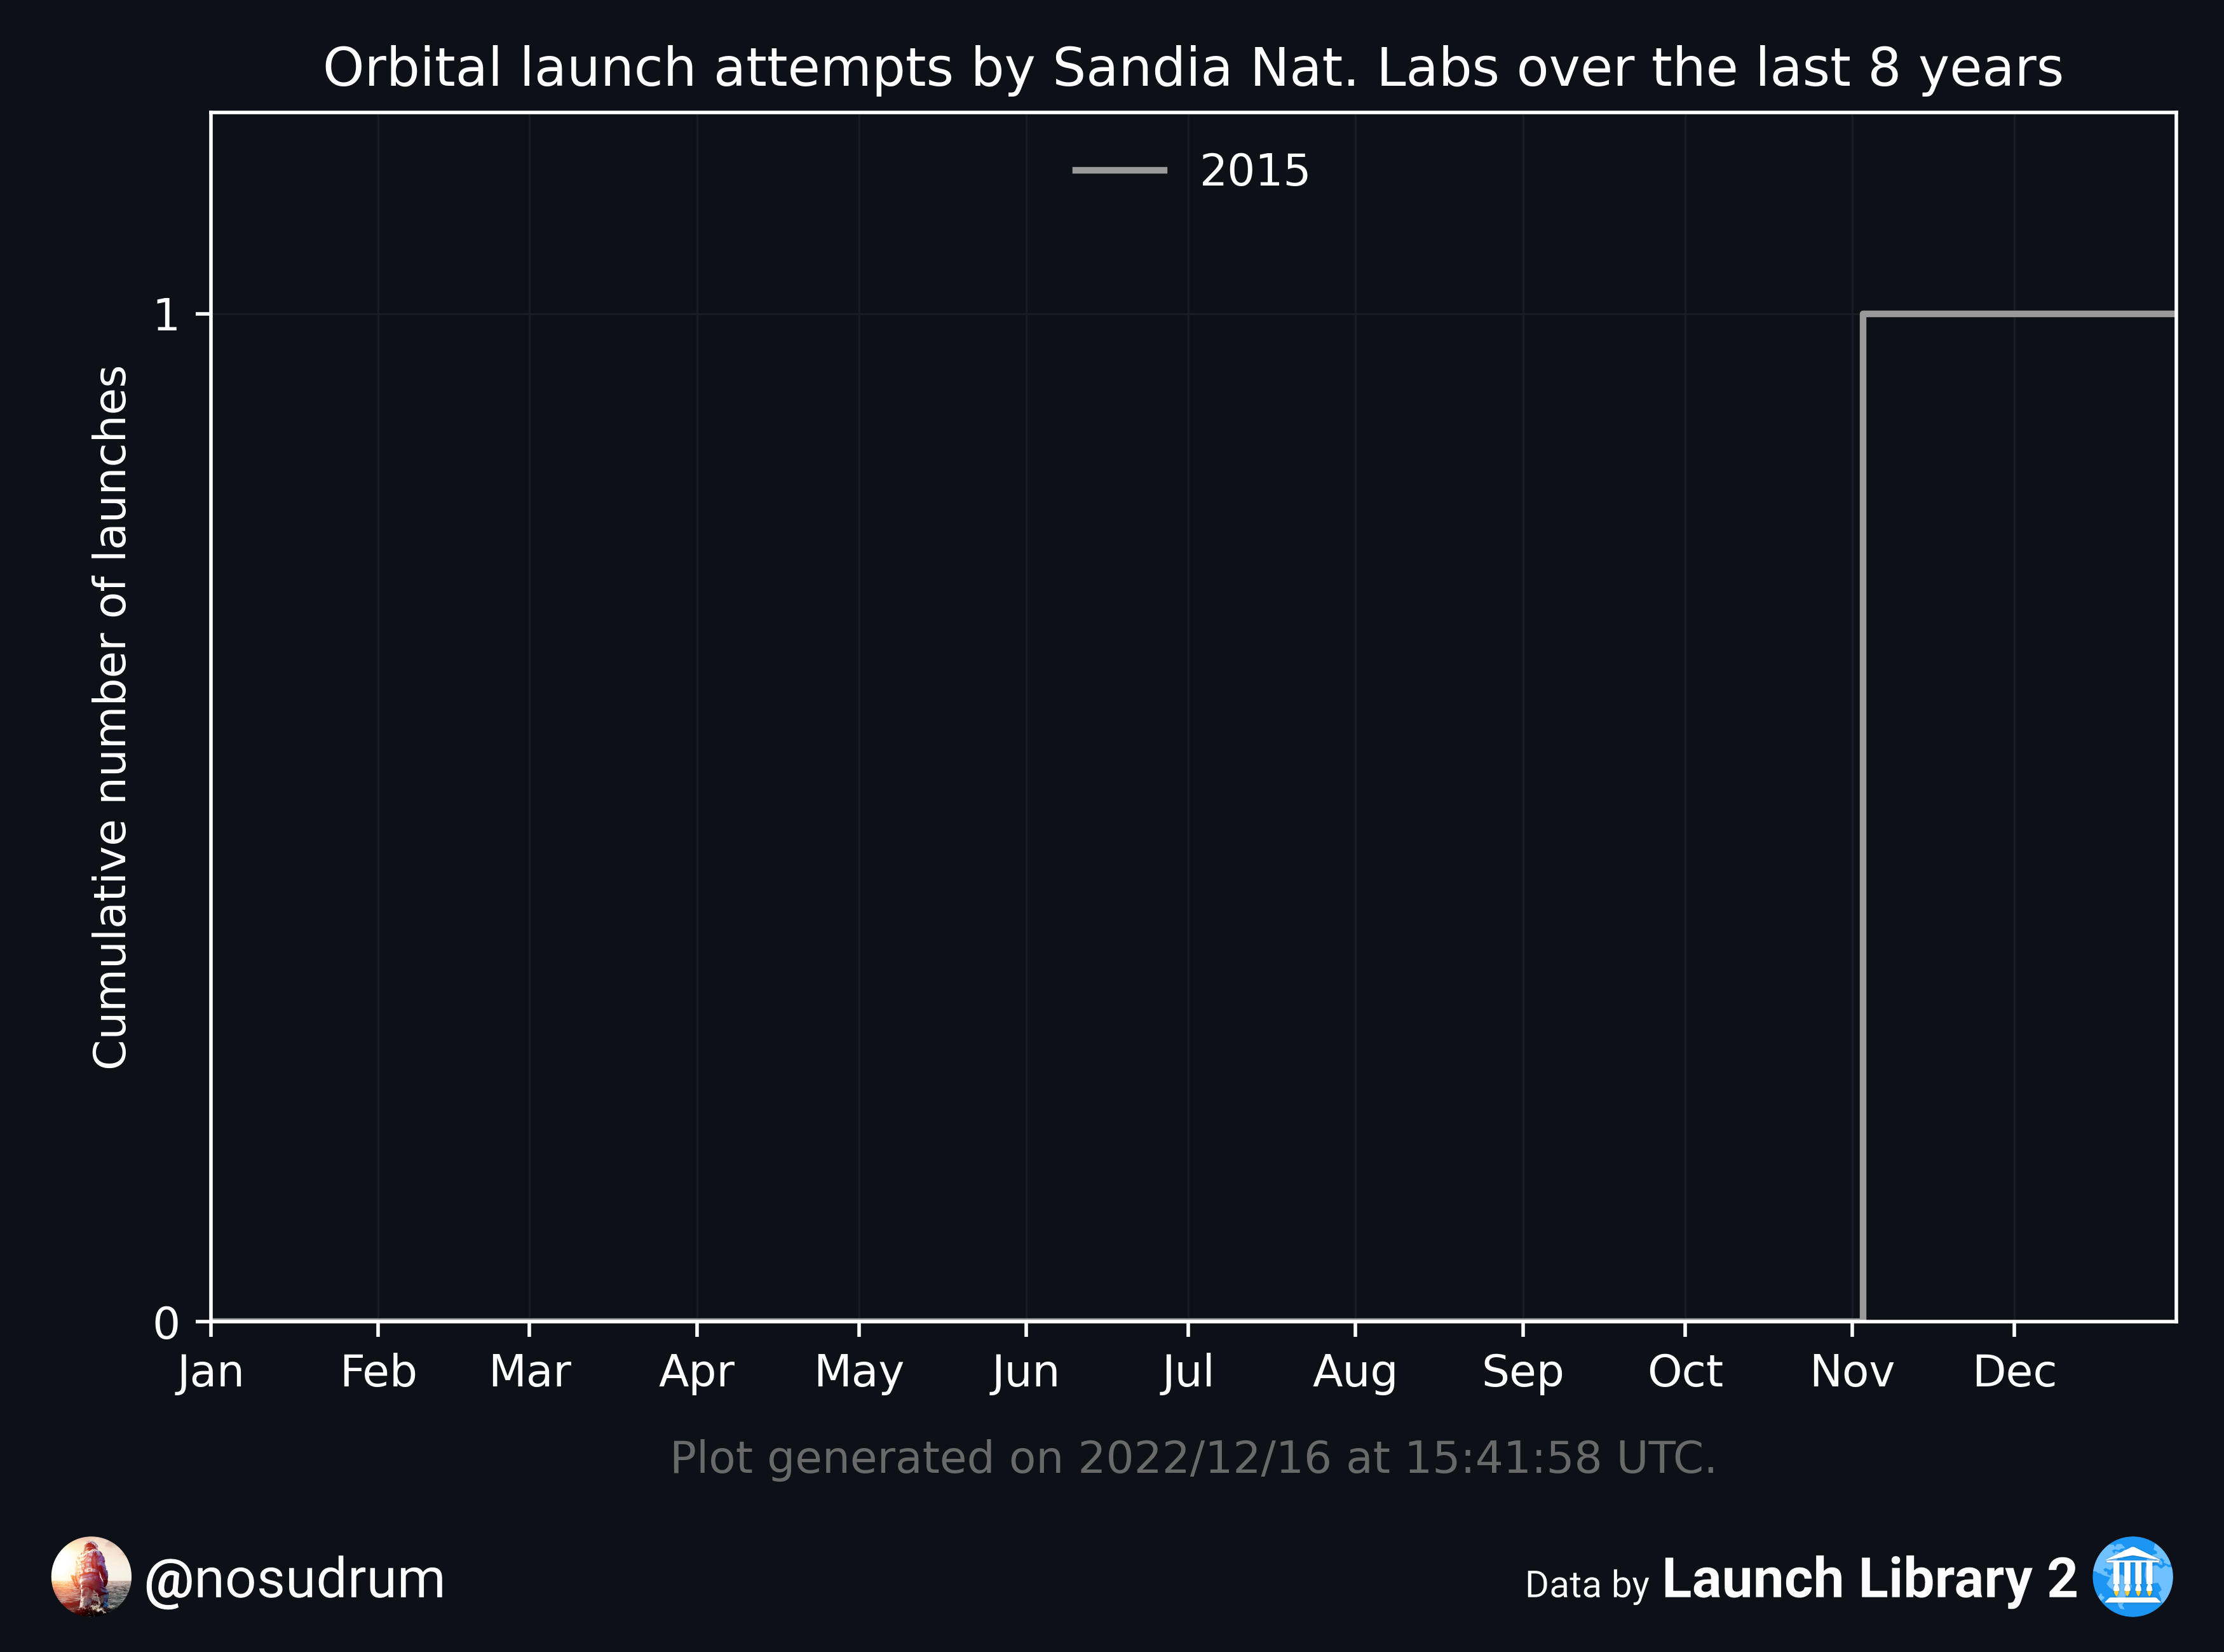 Orbital launch attempts by Sandia Nat. Labs over the last 8 years
2015
Cumulative number of launches
1
0
Jan Feb Mar Apr May Jun Jul Aug Sep Oct Nov Dec
Plot generated on 2022/12/16 at 15:41:58 UTC.
@nosudrum
Data by Launch Library 2